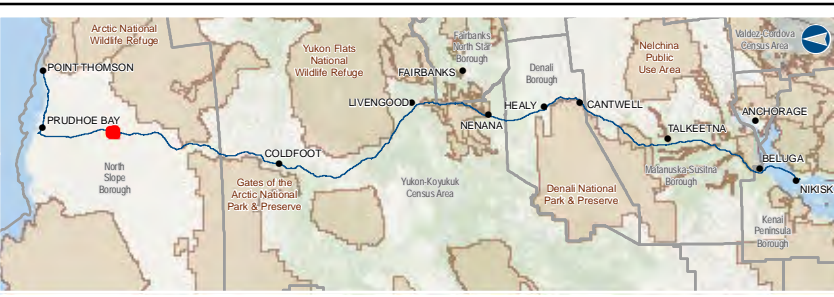 Arctic National
Wildlife Refuge
POINT THOMSON
PRUDHOE BAY
North
Slope
Borough
COLDFOOT
Gates of the
Arctic National
Park & Preserve
Yukon Flats
National
Wildlife Refuge
LIVENGOOD
Yukon-Koyukuk
Census Area
Fairbanks
North Star
Borough
FAIRBANKS
NENANA
Denali
Borough
HEALY
CANTWELL
Denali National
Park & Preserve
Nelchina
Public
Use Area
TALKEETNA
Matanuska-Susitna
Borough
Valdez-Cordova
Census Area
ANCHORAGE
BELUGA
NIKISK
Kenai
Peninsula
Borough